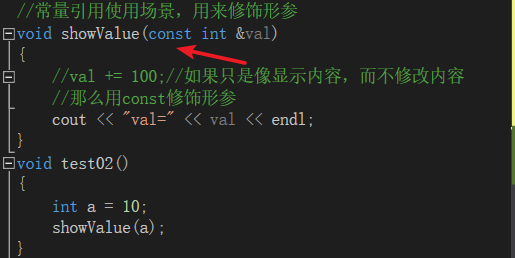 //常量引用使用场景，用来修饰形参
void showValue(const int &val)
{
//val += 100;//如果只是像显示内容，而不修改内容
//那么用const修饰形参
cout << "val=" << val << endl;
}
void test02()
{
int a = 10;
showValue(a);
}